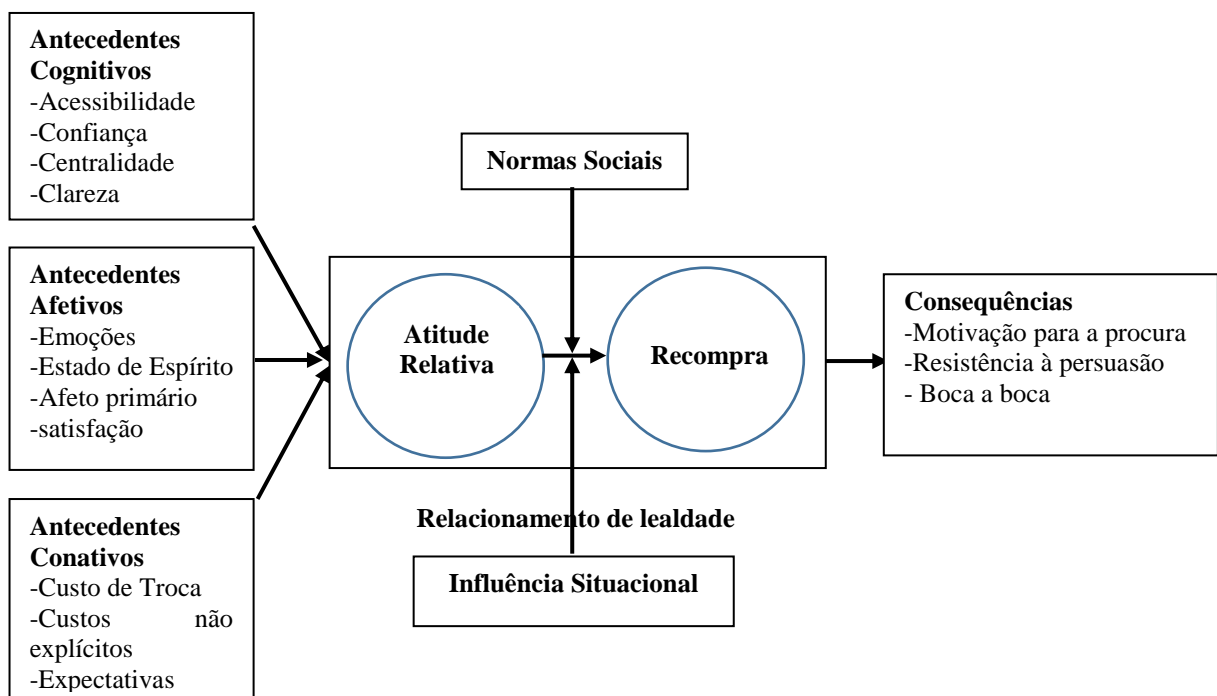 Antecedentes
Cognitivos
-Acessibilidade
-Confiança
-Centralidade
-Clareza
Antecedentes
Afetivos
-Emoções
-Estado de Espírito
-Afeto primário
-satisfação
Antecedentes
Conativos
-Custo de Troca
-Custos não
explícitos
-Expectativas
Normas Sociais
Atitude
Relativa
Recompra
Relacionamento de lealdade
Influência Situacional
Consequências
-Motivação para a procura
-Resistência à persuasão
- Boca a boca